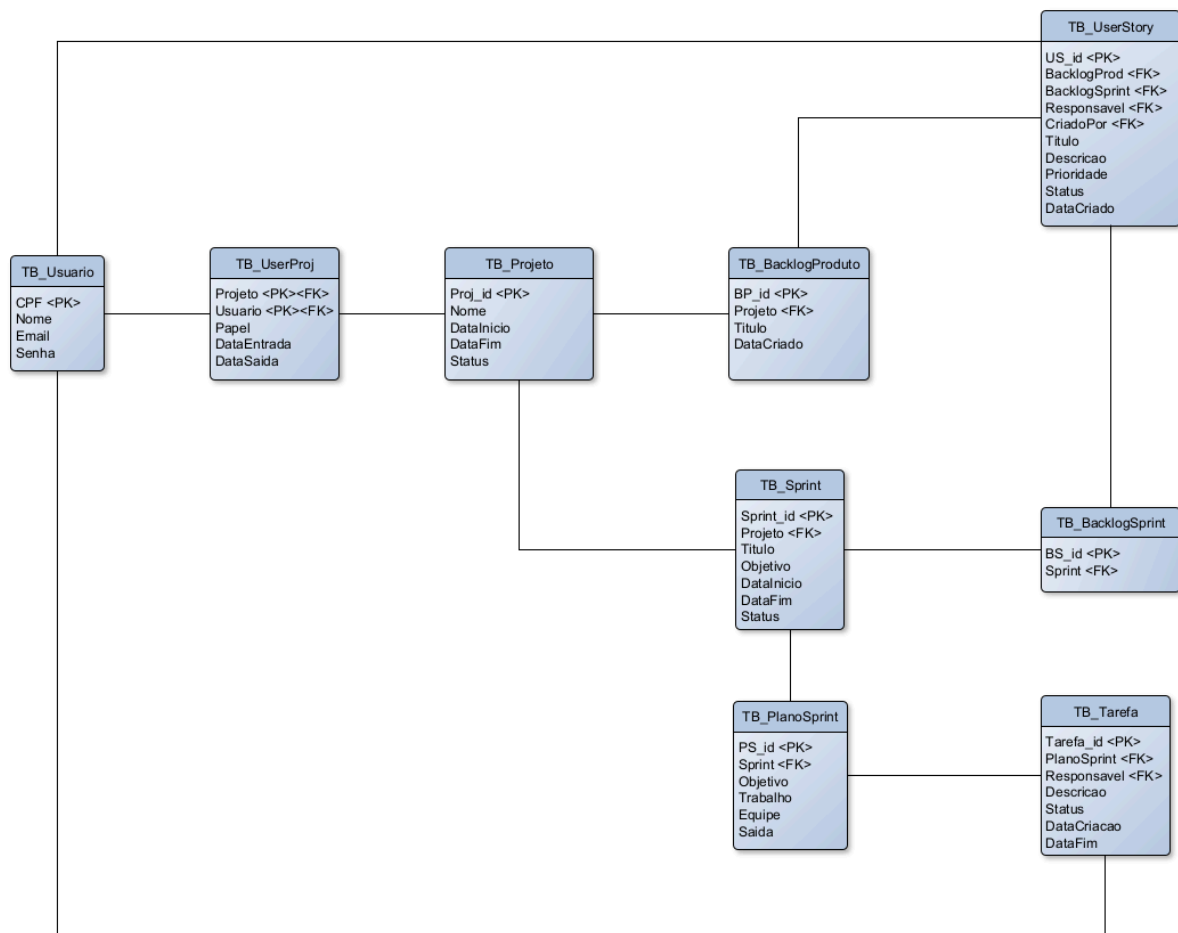 TB_UserStory
US_id <PK>
BacklogProd <FK>
BacklogSprint <FK>
Responsavel <FK>
CriadoPor <FK>
Titulo
Descricao
Prioridade
Status
DataCriado
TB_Usuario
CPF <PK>
Nome
Email
Senha
TB_UserProj
Projeto <PK><FK>
Usuario <PK><FK>
Papel
DataEntrada
DataSaida
TB_Projeto
Proj_id <PK>
Nome
DataInicio
DataFim
Status
TB_BacklogProduto
BP_id <PK>
Projeto <FK>
Titulo
DataCriado
TB_Sprint
Sprint_id <PK>
Projeto <FK>
Titulo
Objetivo
DataInicio
DataFim
Status
TB_BacklogSprint
BS_id <PK>
Sprint <FK>
TB_PlanoSprint
PS_id <PK>
Sprint <FK>
Objetivo
Trabalho
Equipe
Saida
TB_Tarefa
Tarefa_id <PK>
PlanoSprint <FK>
Responsavel <FK>
Descricao
Status
DataCriacao
DataFim